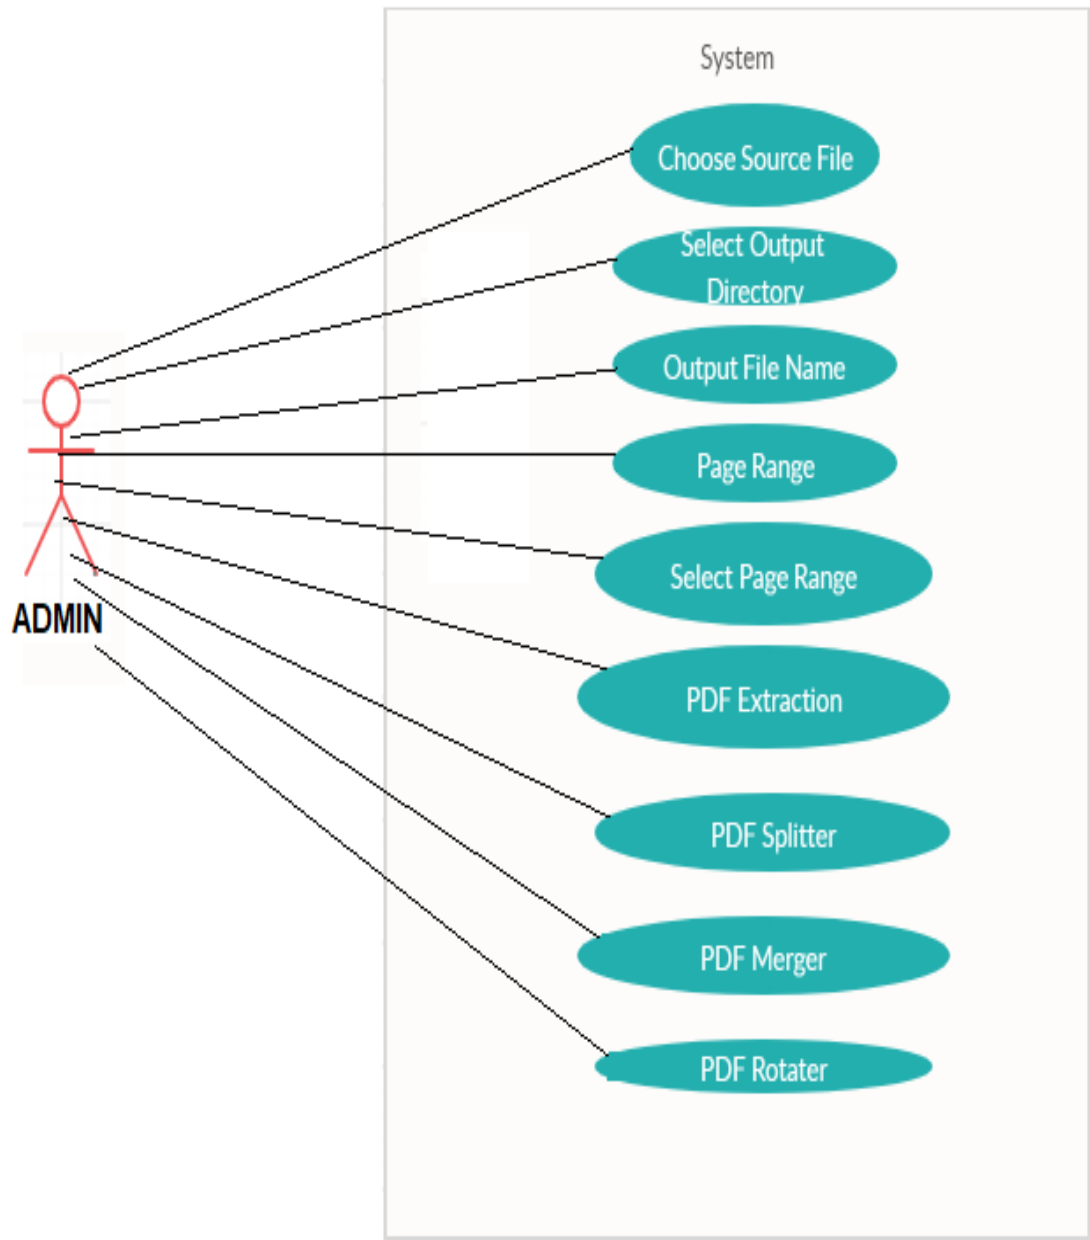 System
Choose Source File
Select Output
Directory
Output File Name
Page Range
Select Page Range
PDF Extraction
ADMIN
PDF Splitter
PDF Merger
PDF Rotater